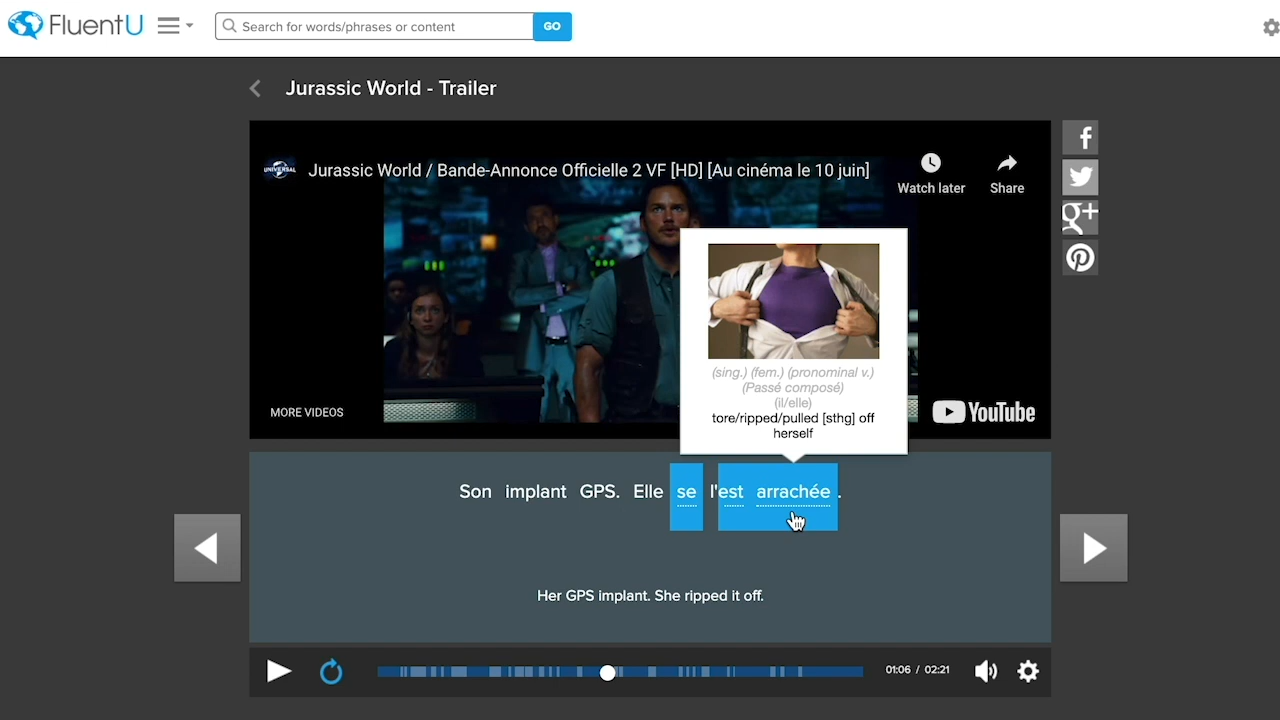 FluentU
Search for words/phrases or content
GO
Jurassic World - Trailer
UNIVERSAL
Jurassic World / Bande-Annonce Officielle 2 VF [HD] [Au cinéma le 10 juin]
Watch later
Share
g+
(sing.) (fem.) (pronominal v.)
(Passé composé)
(il/elle)
tore/ripped/pulled [sthg] off
herself
MORE VIDEOS
YouTube
Son implant GPS. Elle se l'est arrachée.
Her GPS implant. She ripped it off.
01:06 / 02:21